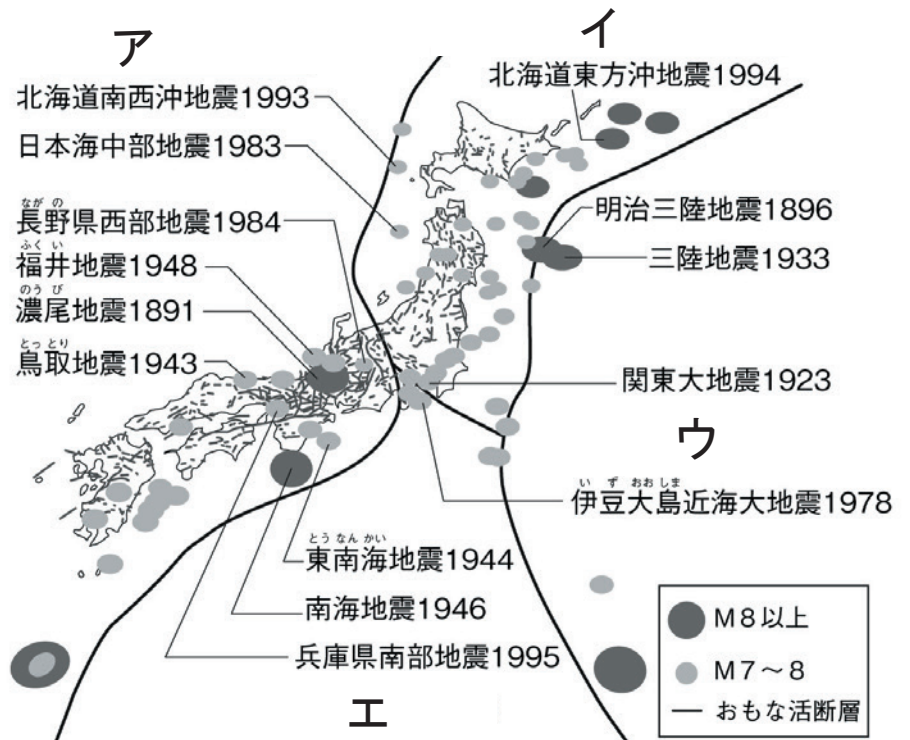 ア
イ
北海道東方沖地震1994
北海道南西沖地震1993
日本海中部地震1983
長野県西部地震1984
なが の
福井地震1948
ふく い
濃尾地震1891
のう び
鳥取地震1943
とっ とり
明治三陸地震1896
三陸地震1933
関東大地震1923
ウ
伊豆大島近海大地震1978
い ず おお しま
東南海地震1944
とう なん かい
南海地震1946
兵庫県南部地震1995
エ
M8以上
M7〜8
おもな活断層